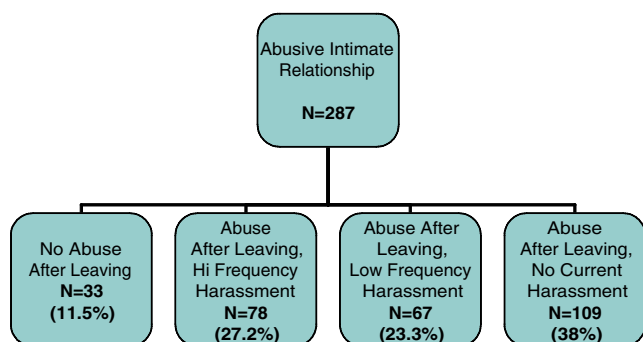 Abusive Intimate
Relationship
N=287
No Abuse
After Leaving
N=33
(11.5%)
Abuse
After Leaving,
Hi Frequency
Harassment
N=78
(27.2%)
Abuse After
Leaving,
Low Frequency
Harassment
N=67
(23.3%)
Abuse
After Leaving,
No Current
Harassment
N=109
(38%)